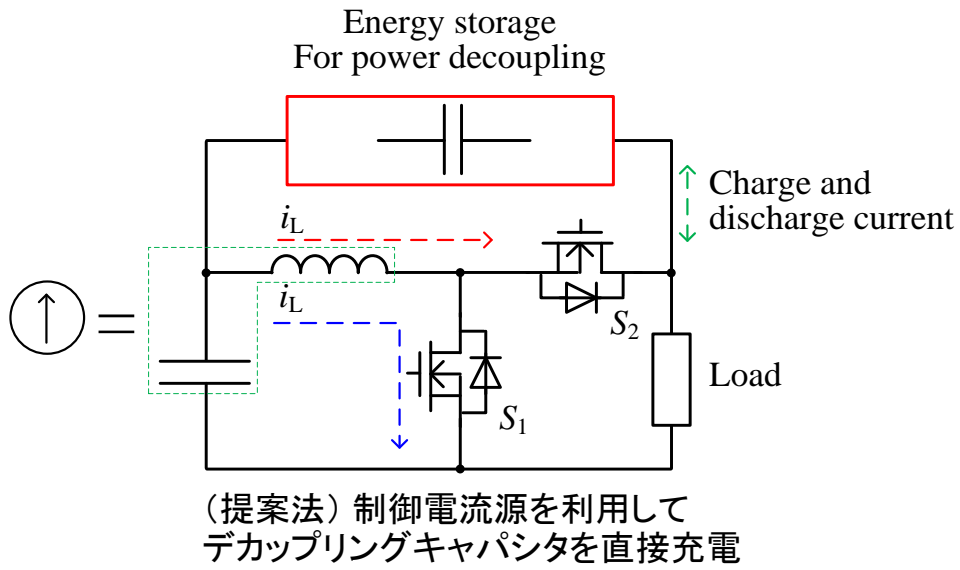 Energy storage
For power decoupling
Charge and
discharge current
iL
iL
S2
S1
Load
（提案法）制御電流源を利用して
デカップリングキャパシタを直接充電